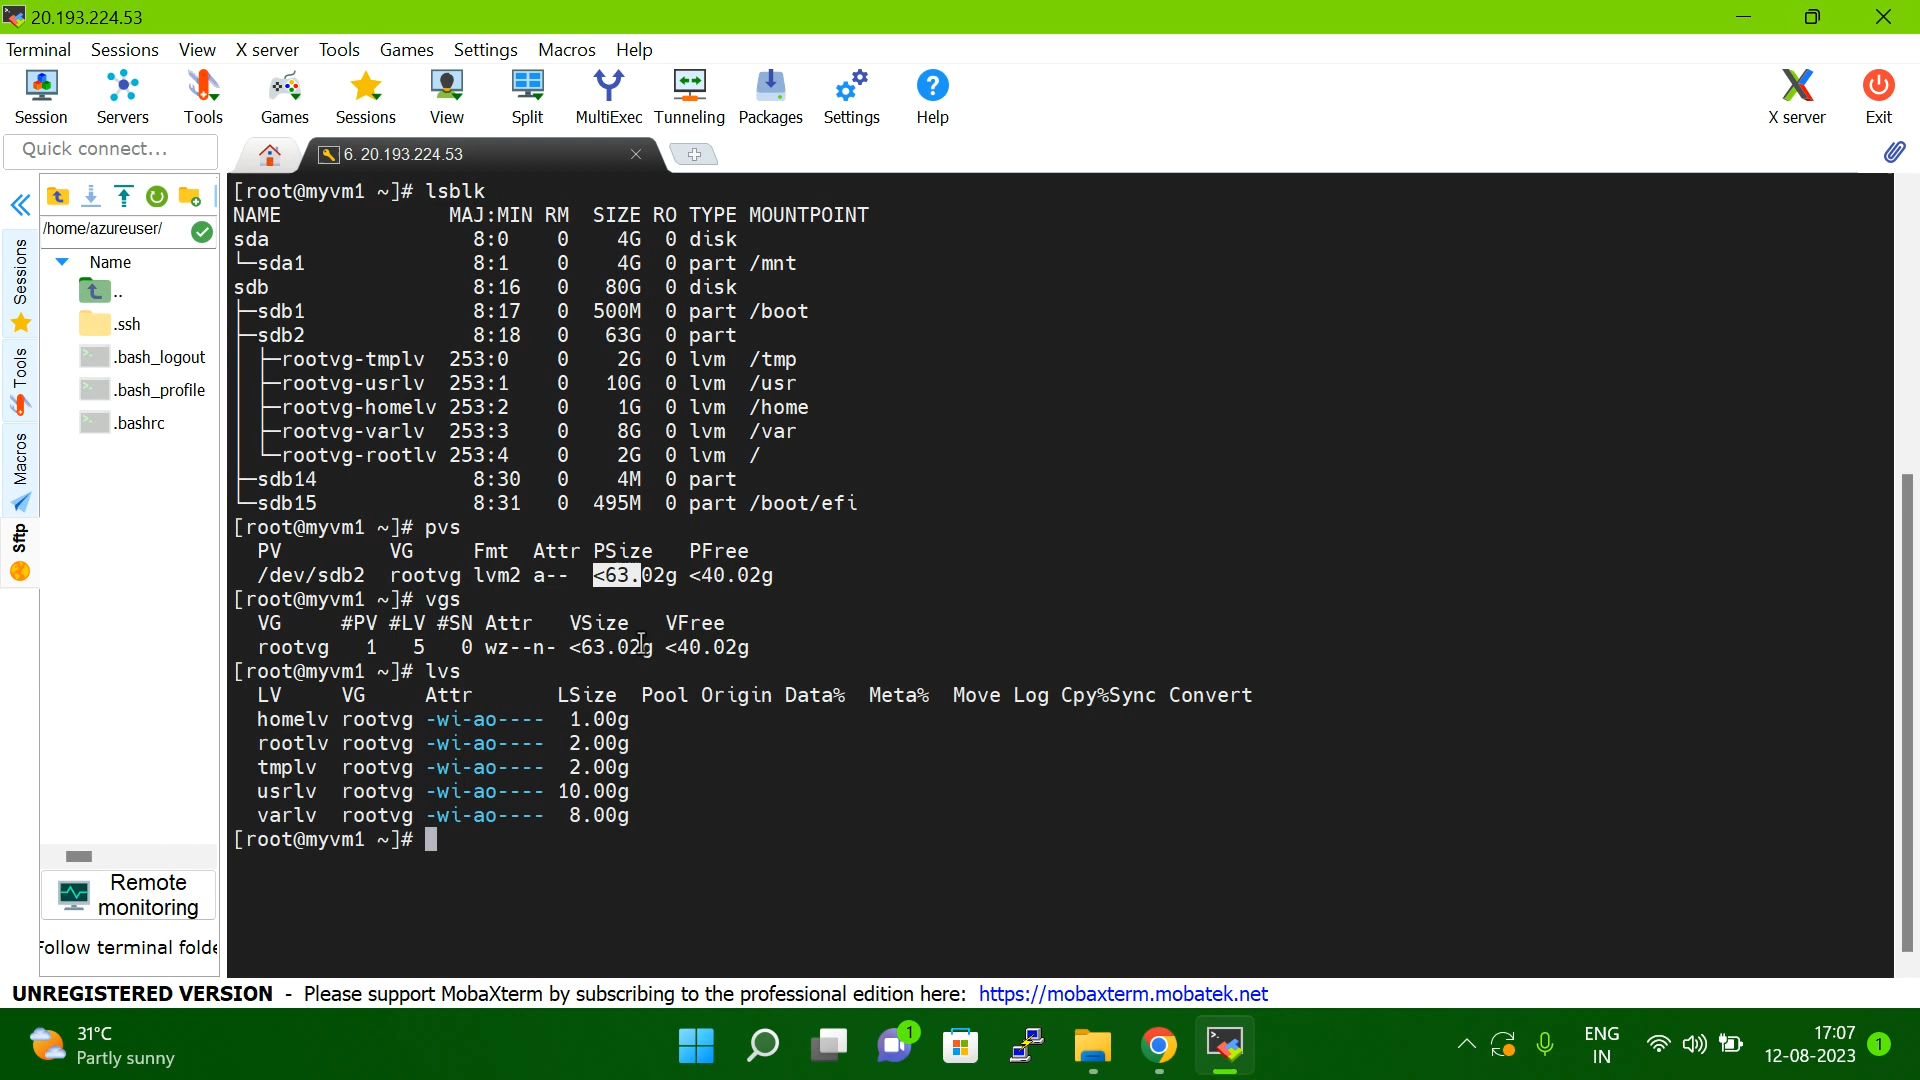 20.193.224.53
Terminal Sessions View X server Tools Games Settings Macros Help
Session Servers Tools Games Sessions View Split MultiExec Tunneling Packages Settings Help X server Exit
Quick connect...
6. 20.193.224.53
/home/azureuser/
Name
..
.ssh
.bash_logout
.bash_profile
.bashrc
Sessions
Tools
Macros
Sftp
Remote
monitoring
Follow terminal folde
[root@myvm1 ~]# lsblk
NAME              MAJ:MIN RM  SIZE RO TYPE MOUNTPOINT
sda                 8:0    0    4G  0 disk
└─sda1              8:1    0    4G  0 part /mnt
sdb                 8:16   0   80G  0 disk
├─sdb1              8:17   0  500M  0 part /boot
├─sdb2              8:18   0   63G  0 part
│ ├─rootvg-tmplv  253:0    0    2G  0 lvm  /tmp
│ ├─rootvg-usrlv  253:1    0   10G  0 lvm  /usr
│ ├─rootvg-homelv 253:2    0    1G  0 lvm  /home
│ ├─rootvg-varlv  253:3    0    8G  0 lvm  /var
│ └─rootvg-rootlv 253:4    0    2G  0 lvm  /
├─sdb14             8:30   0    4M  0 part
└─sdb15             8:31   0  495M  0 part /boot/efi
[root@myvm1 ~]# pvs
  PV         VG     Fmt  Attr PSize   PFree
  /dev/sdb2  rootvg lvm2 a--  <63.02g <40.02g
[root@myvm1 ~]# vgs
  VG     #PV #LV #SN Attr   VSize   VFree
  rootvg   1   5   0 wz--n- <63.02g <40.02g
[root@myvm1 ~]# lvs
  LV     VG     Attr       LSize  Pool Origin Data%  Meta%  Move Log Cpy%Sync Convert
  homelv rootvg -wi-ao----  1.00g
  rootlv rootvg -wi-ao----  2.00g
  tmplv  rootvg -wi-ao----  2.00g
  usrlv  rootvg -wi-ao---- 10.00g
  varlv  rootvg -wi-ao----  8.00g
[root@myvm1 ~]#
UNREGISTERED VERSION - Please support MobaXterm by subscribing to the professional edition here: https://mobaxterm.mobatek.net
31°C
Partly sunny
1
ENG
IN
17:07
12-08-2023
1